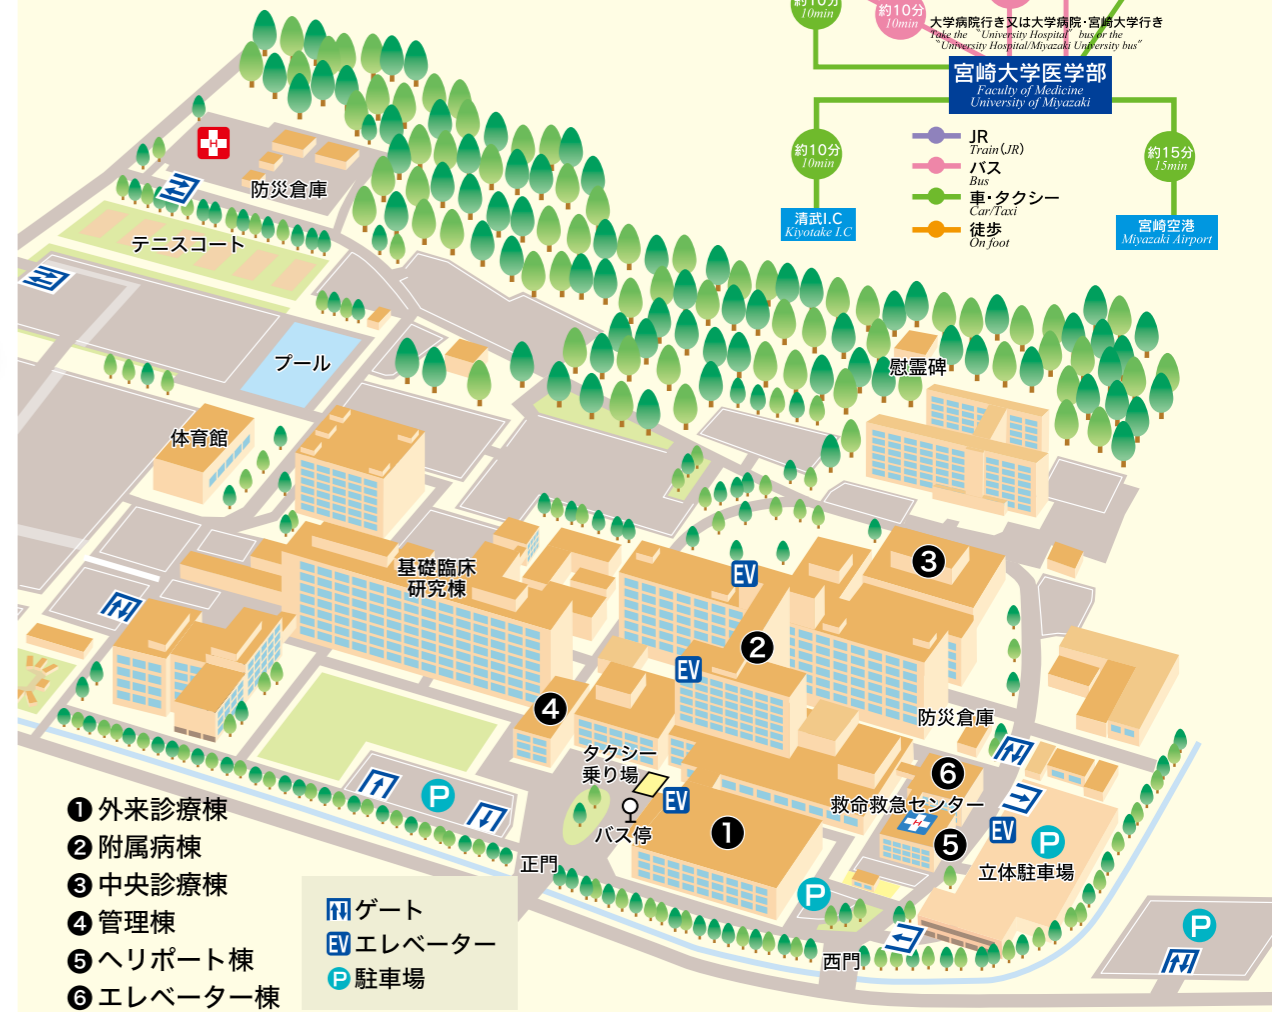 約10分
10min
約10分
10min
大学病院行き又は大学病院・宮崎大学行き
Take the “University Hospital” bus or the
“University Hospital/Miyazaki University bus”
宮崎大学医学部
Faculty of Medicine
University of Miyazaki
JR
Train(JR)
バス
Bus
車・タクシー
Car/Taxi
徒歩
On foot
約10分
10min
約15分
15min
清武I.C
Kiyotake I.C
宮崎空港
Miyazaki Airport
H
防災倉庫
テニスコート
プール
体育館
慰霊碑
基礎臨床
研究棟
EV
3
2
EV
4
防災倉庫
タクシー
乗り場
EV
バス停
1
6
救命救急センター
H
5
EV
P
立体駐車場
P
P
正門
西門
P
❶外来診療棟
❷附属病棟
❸中央診療棟
❹管理棟
❺ヘリポート棟
❻エレベーター棟
ゲート
EV エレベーター
P 駐車場